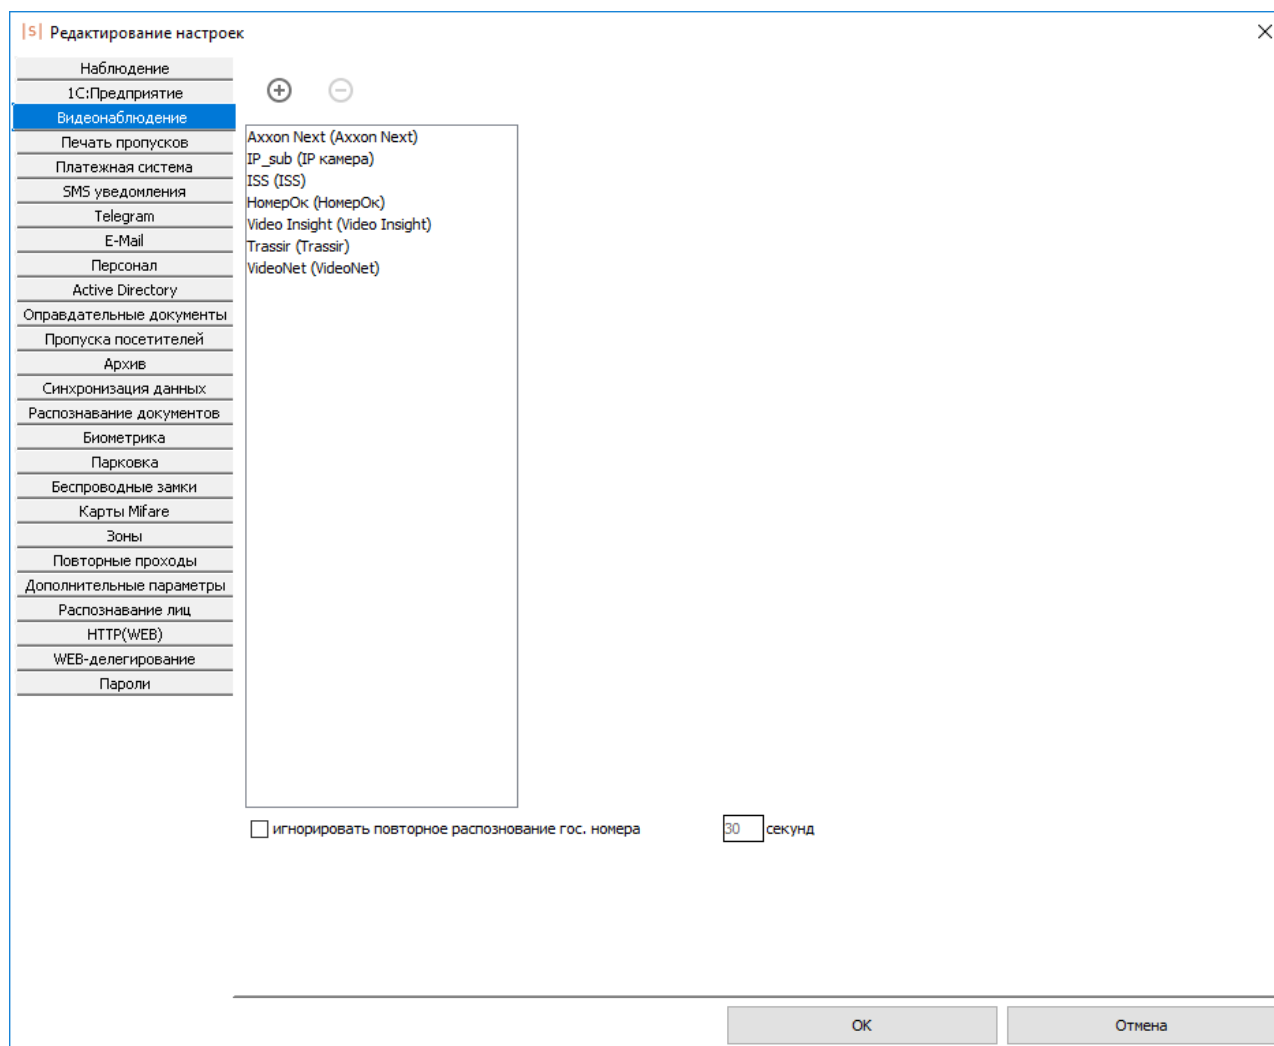 |S| Редактирование настроек
Наблюдение
1С:Предприятие
Видеонаблюдение
Печать пропусков
Платежная система
SMS уведомления
Telegram
E-Mail
Персонал
Active Directory
Оправдательные документы
Пропуска посетителей
Архив
Синхронизация данных
Распознавание документов
Биометрика
Парковка
Беспроводные замки
Карты Mifare
Зоны
Повторные проходы
Дополнительные параметры
Распознавание лиц
HTTP(WEB)
WEB-делегирование
Пароли
Axxon Next (Axxon Next)
IP_sub (IP камера)
ISS (ISS)
НомерОк (НомерОк)
Video Insight (Video Insight)
Trassir (Trassir)
VideoNet (VideoNet)
игнорировать повторное распознование гос. номера 30 секунд
ОК Отмена